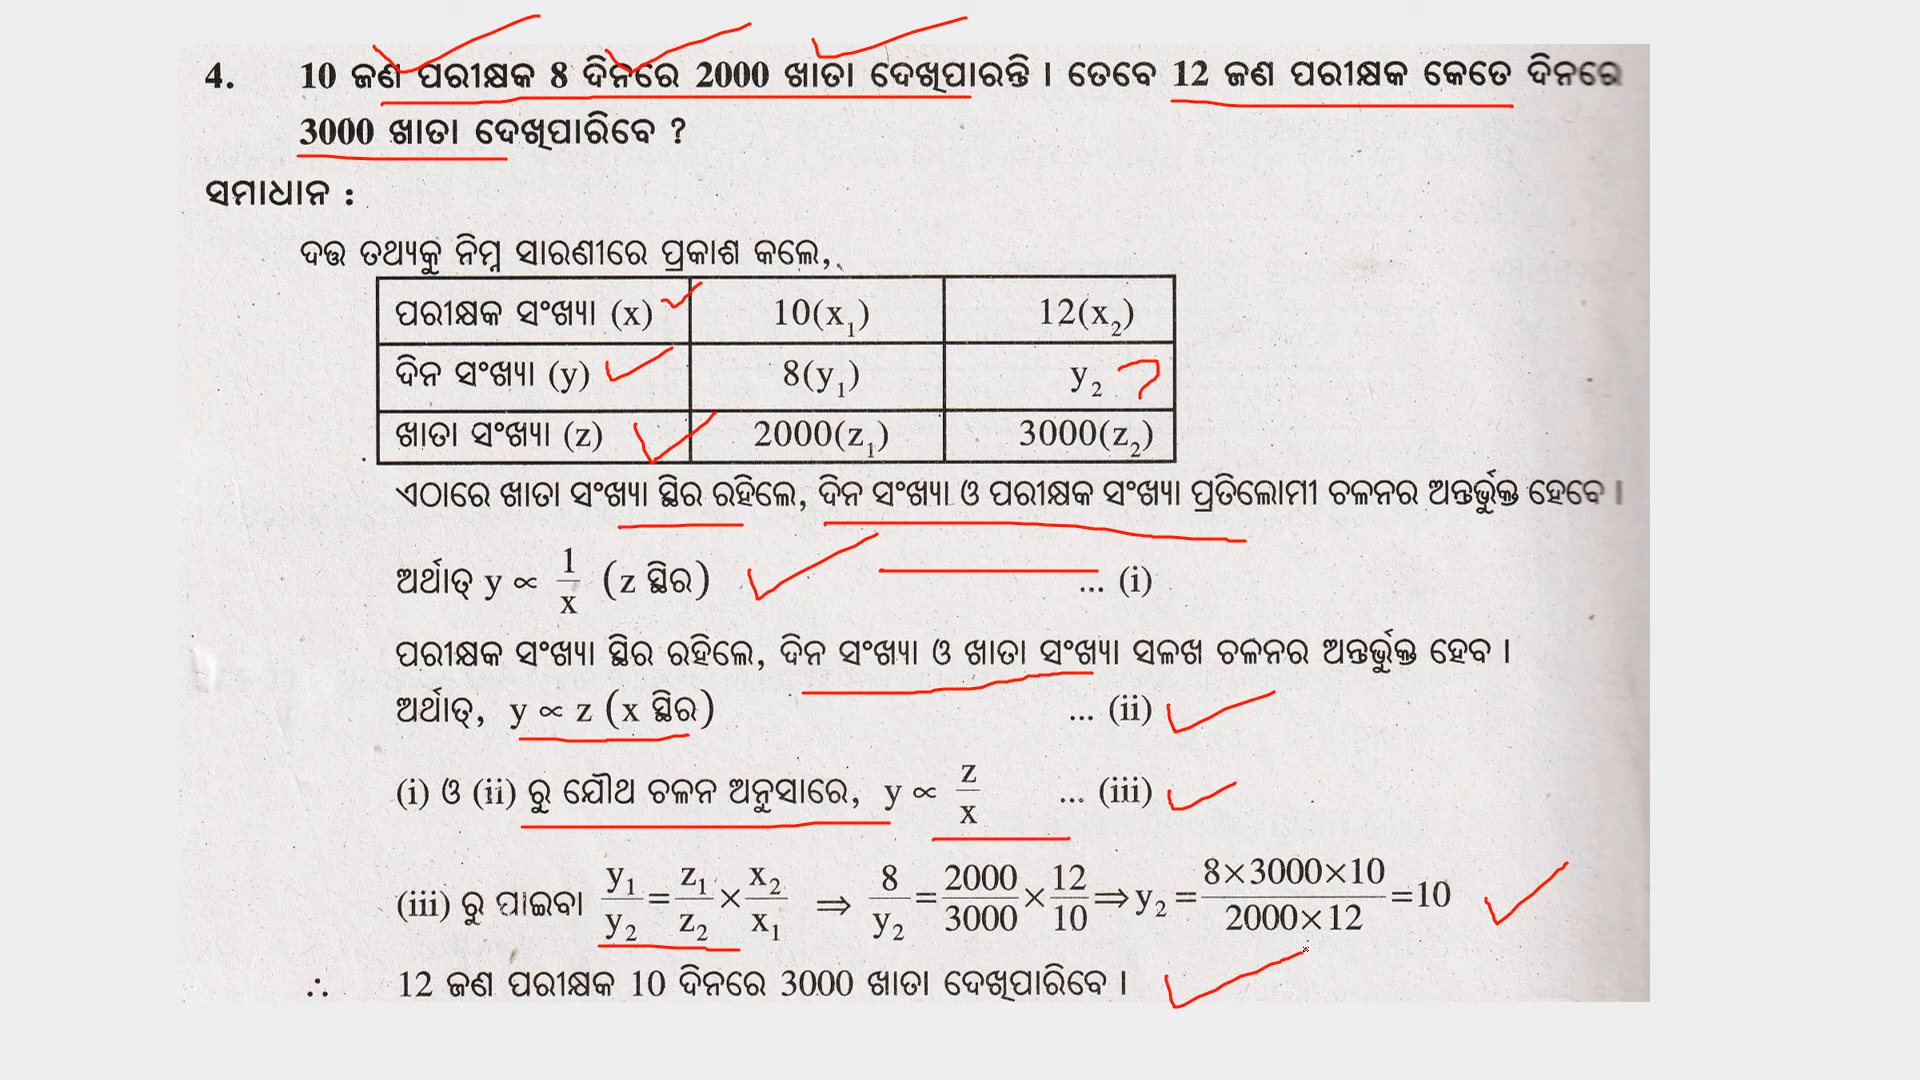 4. 10 ଜଣ ପରୀକ୍ଷକ 8 ଦିନରେ 2000 ଖାତା ଦେଖିପାରନ୍ତି । ତେବେ 12 ଜଣ ପରୀକ୍ଷକ କେତେ ଦିନରେ
3000 ଖାତା ଦେଖିପାରିବେ ?
ସମାଧାନ :
ଦତ୍ତ ତଥ୍ୟକୁ ନିମ୍ନ ସାରଣୀରେ ପ୍ରକାଶ କଲେ,
ପରୀକ୍ଷକ ସଂଖ୍ୟା (x) 10(x₁) 12(x₂)
ଦିନ ସଂଖ୍ୟା (y) 8(y₁) y₂ ?
ଖାତା ସଂଖ୍ୟା (z) 2000(z₁) 3000(z₂)
ଏଠାରେ ଖାତା ସଂଖ୍ୟା ସ୍ଥିର ରହିଲେ, ଦିନ ସଂଖ୍ୟା ଓ ପରୀକ୍ଷକ ସଂଖ୍ୟା ପ୍ରତିଲୋମୀ ଚଳନର ଅନ୍ତର୍ଭୁକ୍ତ ହେବେ ।
ଅର୍ଥାତ୍ y ∝ 1/x (z ସ୍ଥିର) ... (i)
ପରୀକ୍ଷକ ସଂଖ୍ୟା ସ୍ଥିର ରହିଲେ, ଦିନ ସଂଖ୍ୟା ଓ ଖାତା ସଂଖ୍ୟା ସଳଖ ଚଳନର ଅନ୍ତର୍ଭୁକ୍ତ ହେବ ।
ଅର୍ଥାତ୍, y ∝ z (x ସ୍ଥିର) ... (ii)
(i) ଓ (ii) ରୁ ଯୌଥ ଚଳନ ଅନୁସାରେ, y ∝ z/x ... (iii)
(iii) ରୁ ପାଇବା y₁/y₂ = z₁/z₂ × x₂/x₁ ⇒ 8/y₂ = 2000/3000 × 12/10 ⇒ y₂ = 8×3000×10/2000×12 = 10
∴ 12 ଜଣ ପରୀକ୍ଷକ 10 ଦିନରେ 3000 ଖାତା ଦେଖିପାରିବେ ।